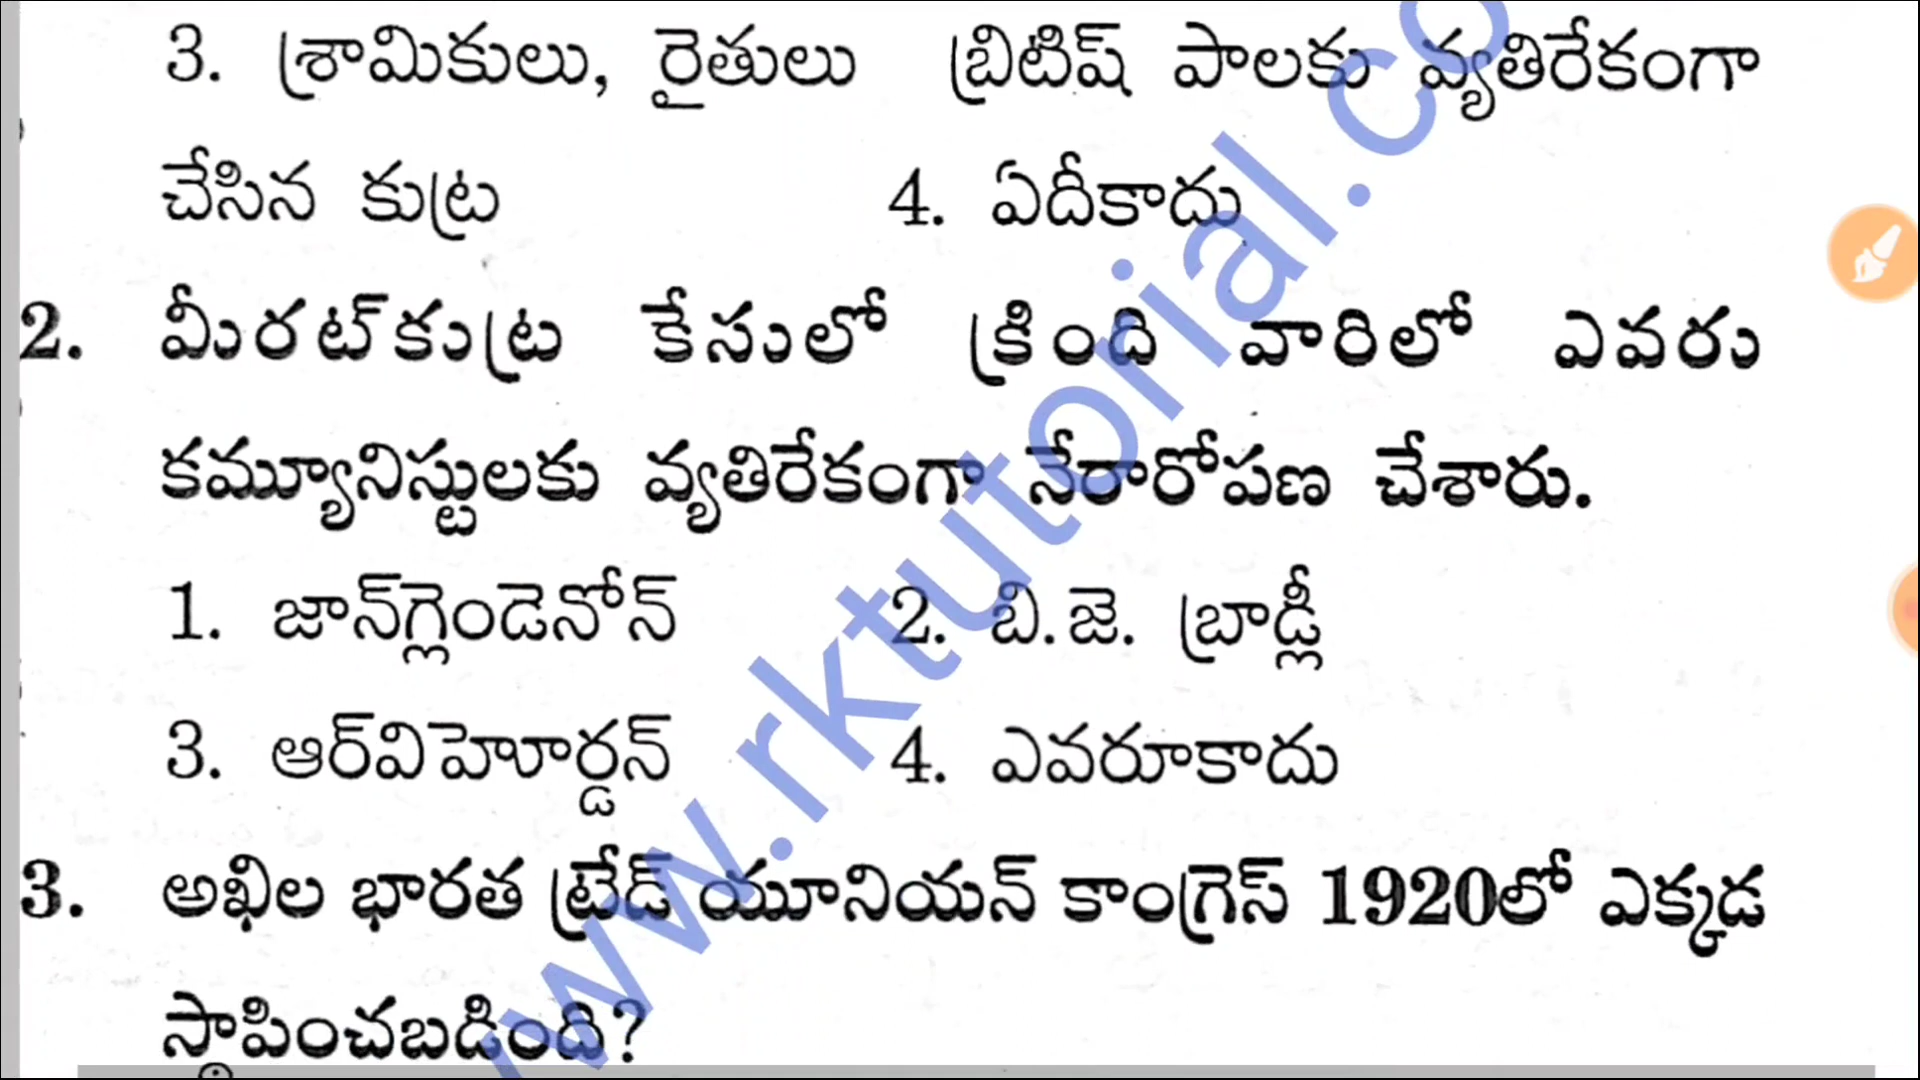 3. శ్రామికులు, రైతులు బ్రిటిష్ పాలకు వ్యతిరేకంగా
చేసిన కుట్ర 4. ఏదీకాదు
2. మీరట్‌కుట్ర కేసులో క్రింది వారిలో ఎవరు
కమ్యూనిస్టులకు వ్యతిరేకంగా నేరారోపణ చేశారు.
1. జాన్‌గ్లెండెనోన్ 2. బి.జె. బ్రాడ్లీ
3. ఆర్‌విహెూర్డన్ 4. ఎవరూకాదు
3. అఖిల భారత ట్రేడ్ యూనియన్ కాంగ్రెస్ 1920లో ఎక్కడ
స్థాపించబడింది?
www.rktutorial.co